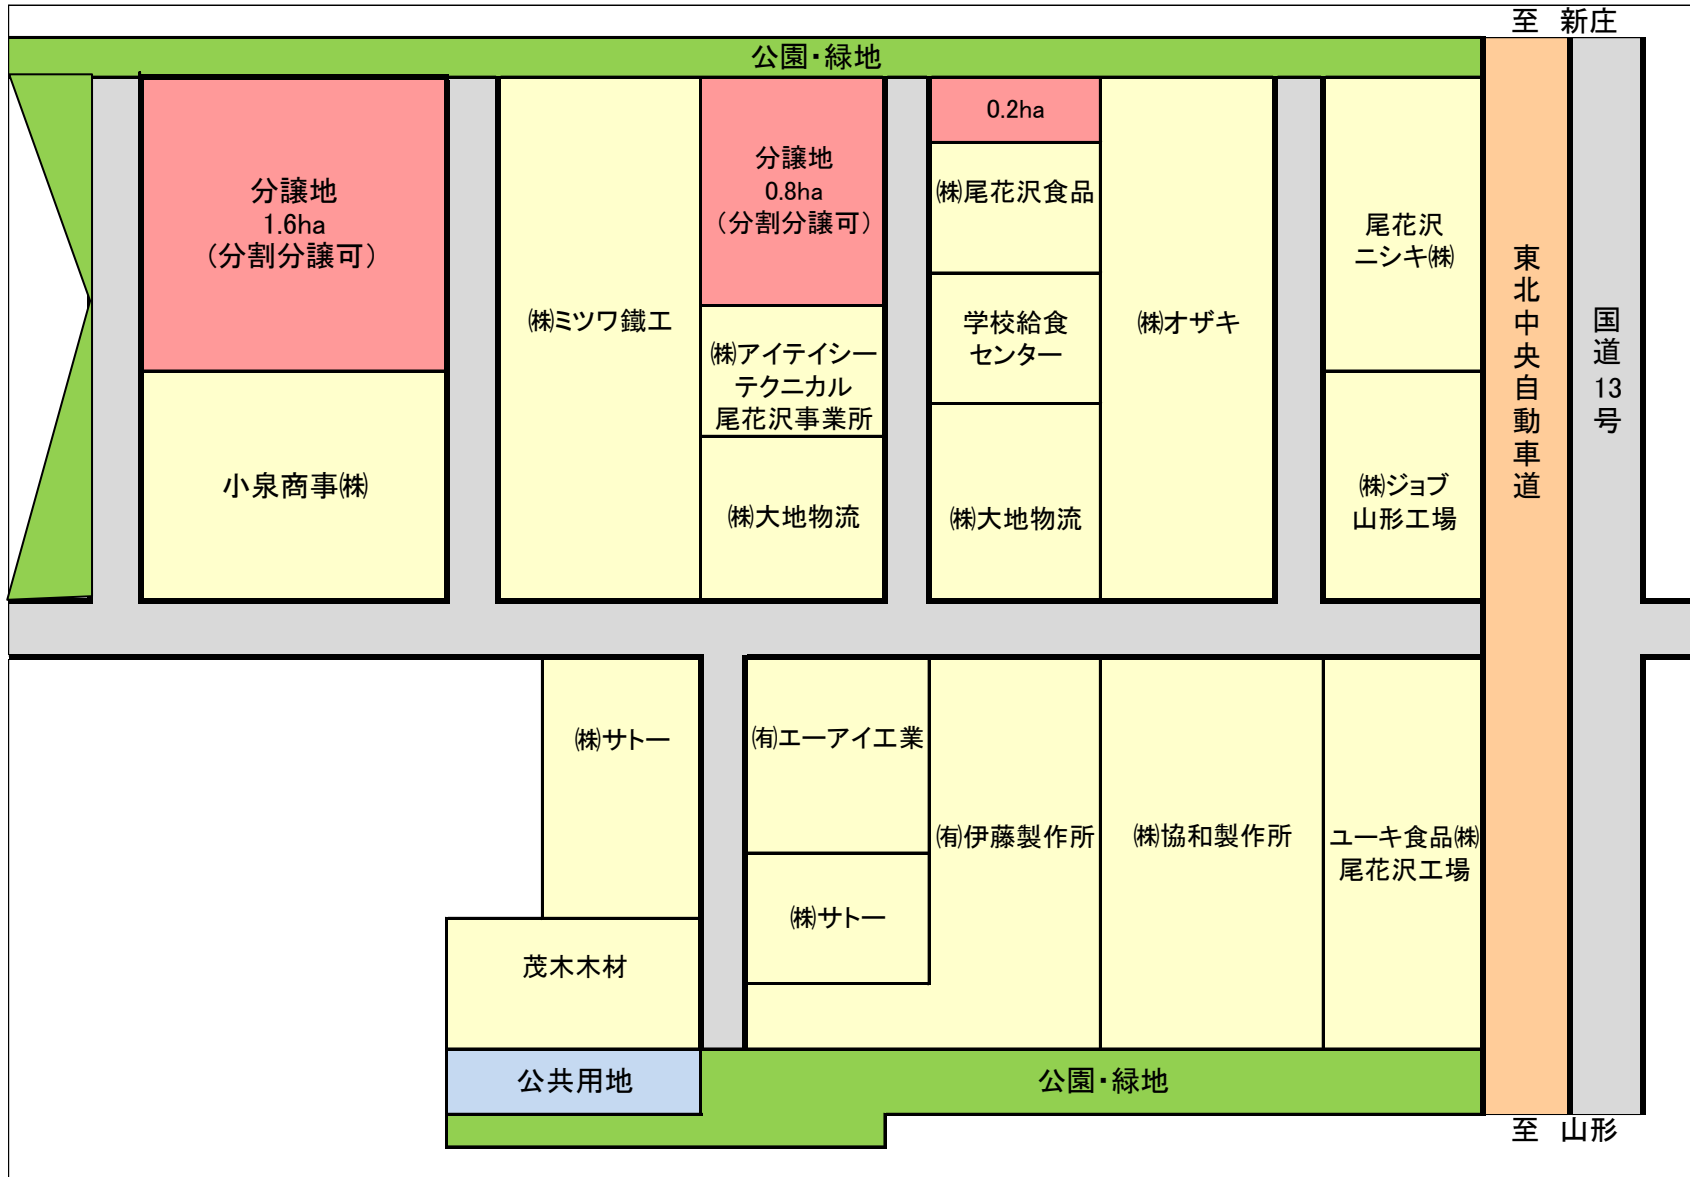 至 新庄
公園・緑地
分譲地
1.6ha
（分割分譲可）
小泉商事㈱
㈱ミツワ鐵工
分譲地
0.8ha
（分割分譲可）
㈱アイテイシー
テクニカル
尾花沢事業所
㈱大地物流
0.2ha
㈱尾花沢食品
学校給食
センター
㈱大地物流
㈱オザキ
尾花沢
ニシキ㈱
㈱ジョブ
山形工場
東北中央自動車道
国道13号
㈱サトー
茂木木材
公共用地
㈲エーアイ工業
㈱サトー
㈲伊藤製作所
㈱協和製作所
ユーキ食品㈱
尾花沢工場
公園・緑地
至 山形